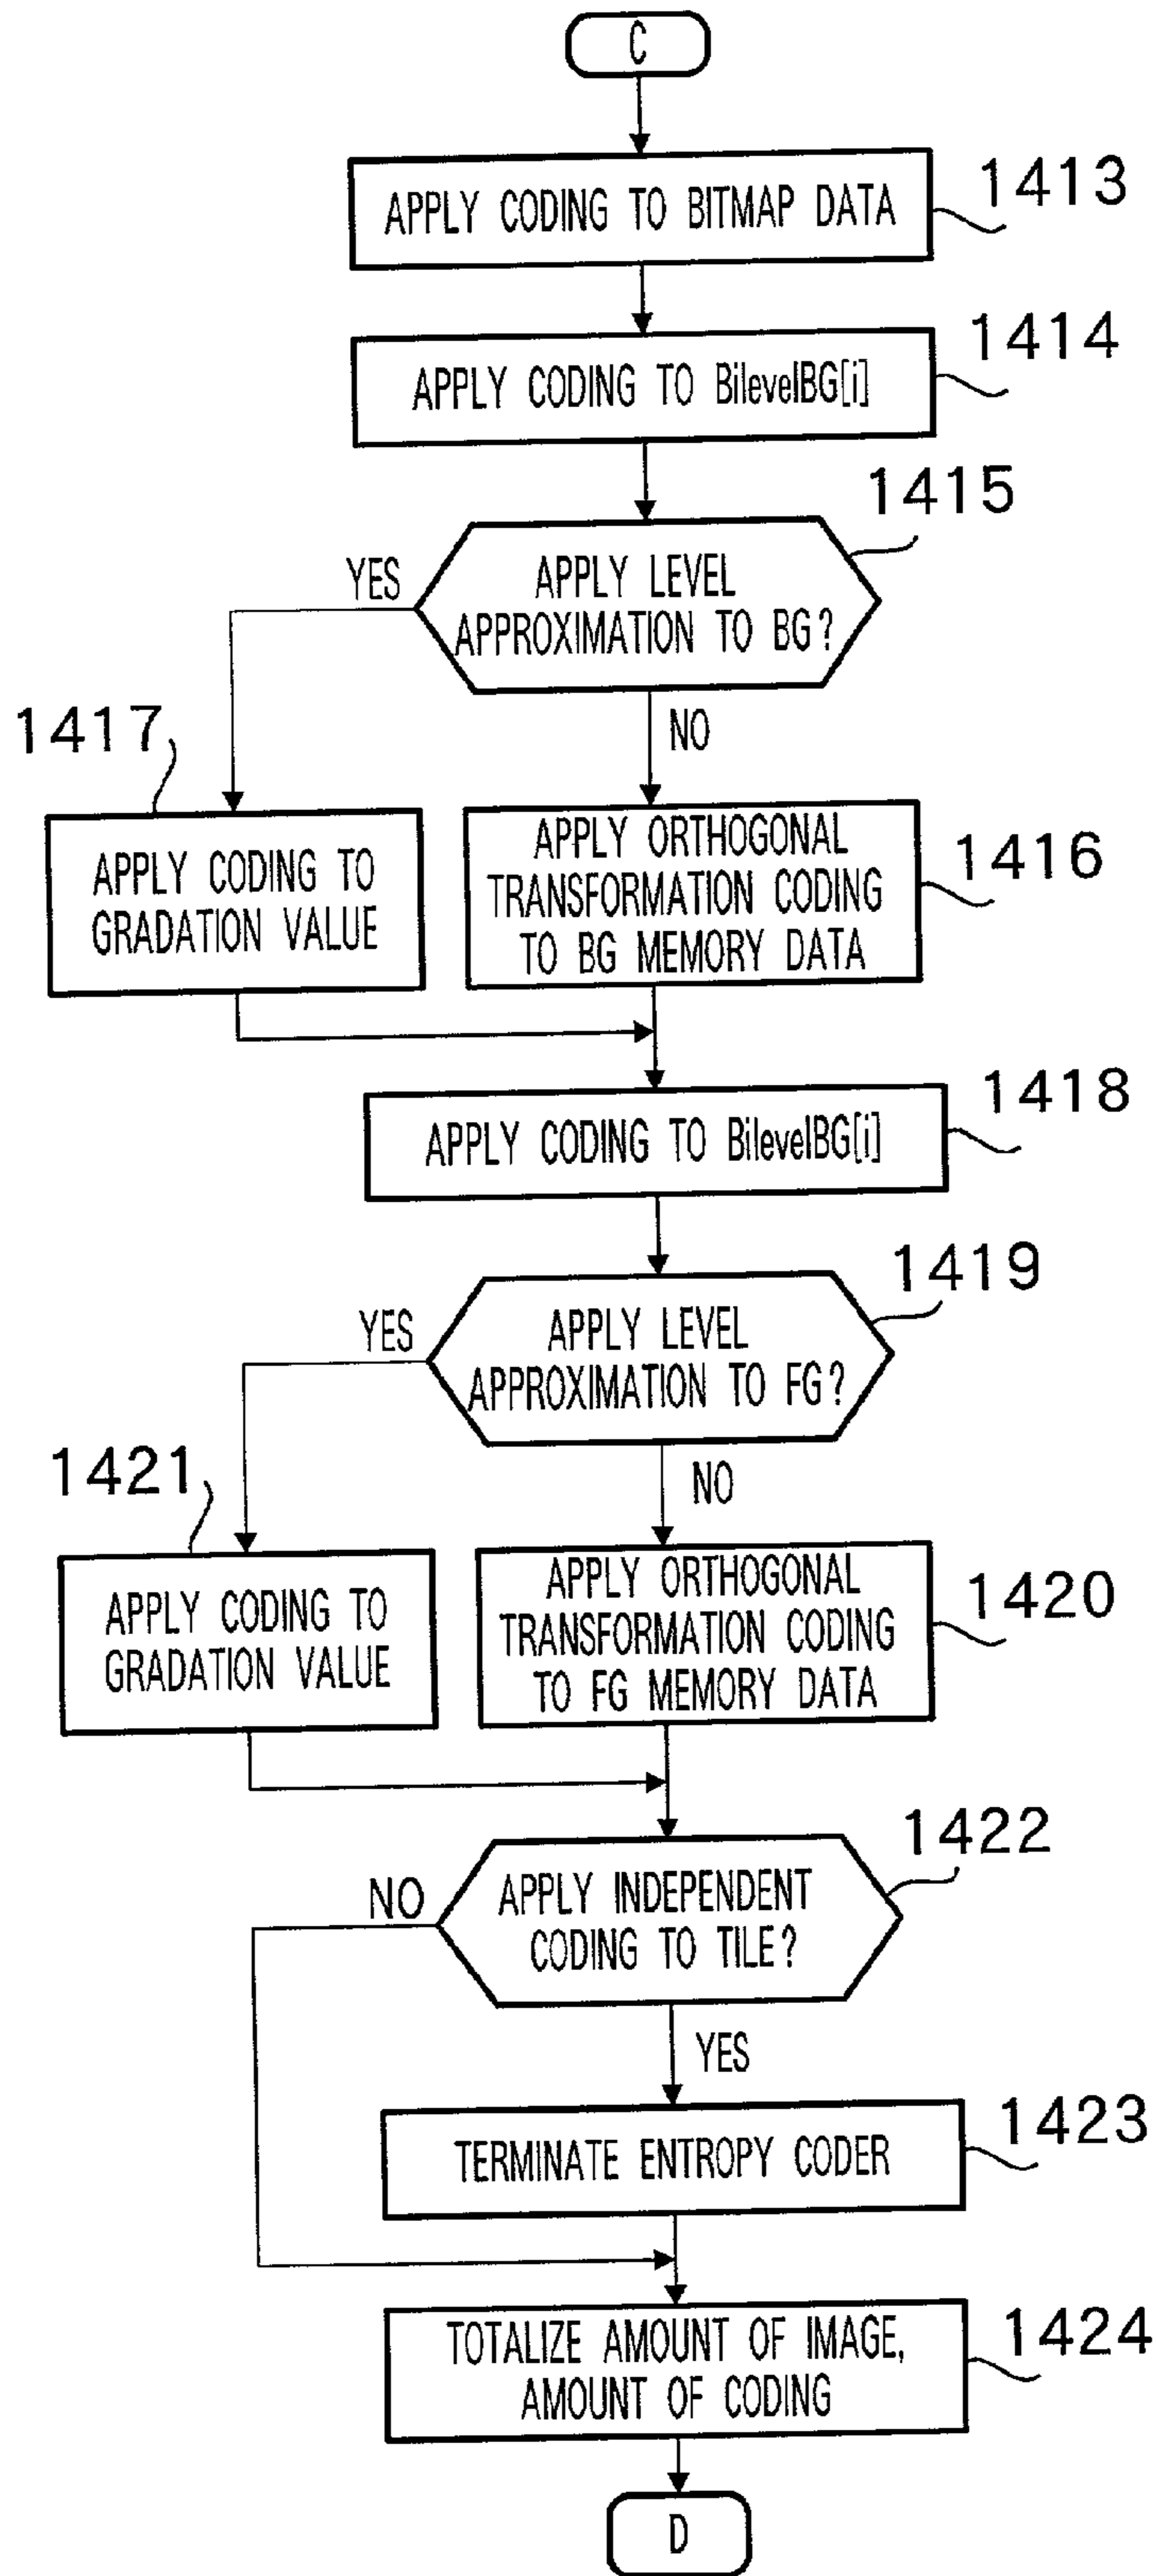 C
APPLY CODING TO BITMAP DATA
1413
APPLY CODING TO BilevelBG[i]
1414
1415
YES
APPLY LEVEL
APPROXIMATION TO BG?
NO
1417
APPLY CODING TO
GRADATION VALUE
APPLY ORTHOGONAL
TRANSFORMATION CODING
TO BG MEMORY DATA
1416
APPLY CODING TO BilevelBG[i]
1418
1419
YES
APPLY LEVEL
APPROXIMATION TO FG?
NO
1421
APPLY CODING TO
GRADATION VALUE
APPLY ORTHOGONAL
TRANSFORMATION CODING
TO FG MEMORY DATA
1420
1422
NO
APPLY INDEPENDENT
CODING TO TILE?
YES
TERMINATE ENTROPY CODER
1423
TOTALIZE AMOUNT OF IMAGE,
AMOUNT OF CODING
1424
D